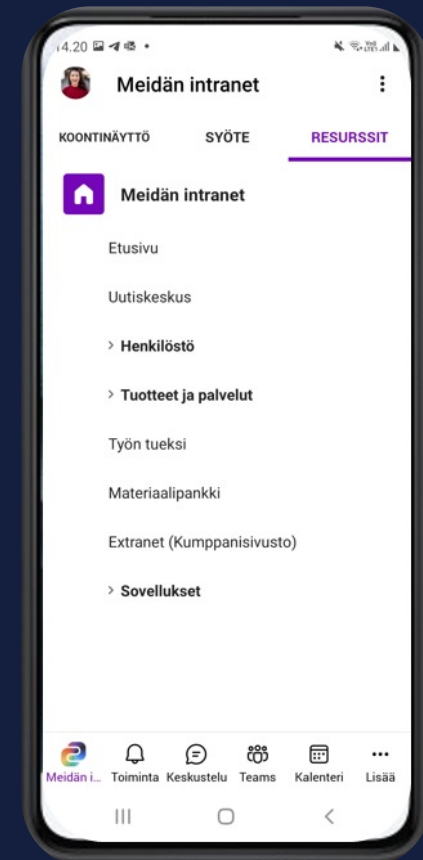 14.20
Meidän intranet
KOONTINÄYTTÖ SYÖTE RESURSSIT
Meidän intranet
Etusivu
Uutiskeskus
> Henkilöstö
> Tuotteet ja palvelut
Työn tueksi
Materiaalipankki
Extranet (Kumppanisivusto)
> Sovellukset
Meidän i... Toiminta Keskustelu Teams Kalenteri Lisää